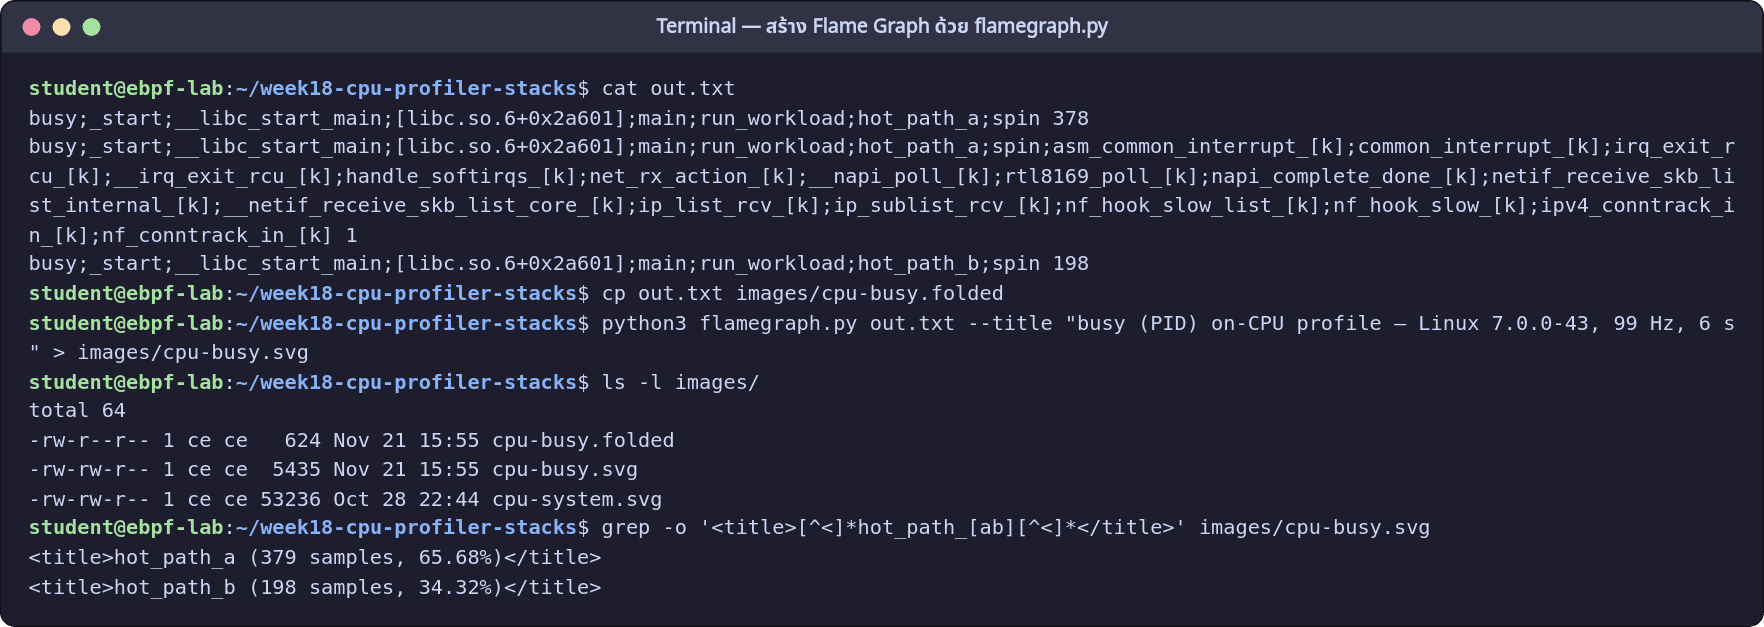 Terminal — สร้าง Flame Graph ด้วย flamegraph.py
student@ebpf-lab:~/week18-cpu-profiler-stacks$ cat out.txt
busy;_start;__libc_start_main;[libc.so.6+0x2a601];main;run_workload;hot_path_a;spin 378
busy;_start;__libc_start_main;[libc.so.6+0x2a601];main;run_workload;hot_path_a;spin;asm_common_interrupt_[k];common_interrupt_[k];irq_exit_r
cu_[k];__irq_exit_rcu_[k];handle_softirqs_[k];net_rx_action_[k];__napi_poll_[k];rtl8169_poll_[k];napi_complete_done_[k];netif_receive_skb_li
st_internal_[k];__netif_receive_skb_list_core_[k];ip_list_rcv_[k];ip_sublist_rcv_[k];nf_hook_slow_list_[k];nf_hook_slow_[k];ipv4_conntrack_i
n_[k];nf_conntrack_in_[k] 1
busy;_start;__libc_start_main;[libc.so.6+0x2a601];main;run_workload;hot_path_b;spin 198
student@ebpf-lab:~/week18-cpu-profiler-stacks$ cp out.txt images/cpu-busy.folded
student@ebpf-lab:~/week18-cpu-profiler-stacks$ python3 flamegraph.py out.txt --title "busy (PID) on-CPU profile — Linux 7.0.0-43, 99 Hz, 6 s
" > images/cpu-busy.svg
student@ebpf-lab:~/week18-cpu-profiler-stacks$ ls -l images/
total 64
-rw-r--r-- 1 ce ce   624 Nov 21 15:55 cpu-busy.folded
-rw-rw-r-- 1 ce ce  5435 Nov 21 15:55 cpu-busy.svg
-rw-rw-r-- 1 ce ce 53236 Oct 28 22:44 cpu-system.svg
student@ebpf-lab:~/week18-cpu-profiler-stacks$ grep -o '<title>[^<]*hot_path_[ab][^<]*</title>' images/cpu-busy.svg
<title>hot_path_a (379 samples, 65.68%)</title>
<title>hot_path_b (198 samples, 34.32%)</title>